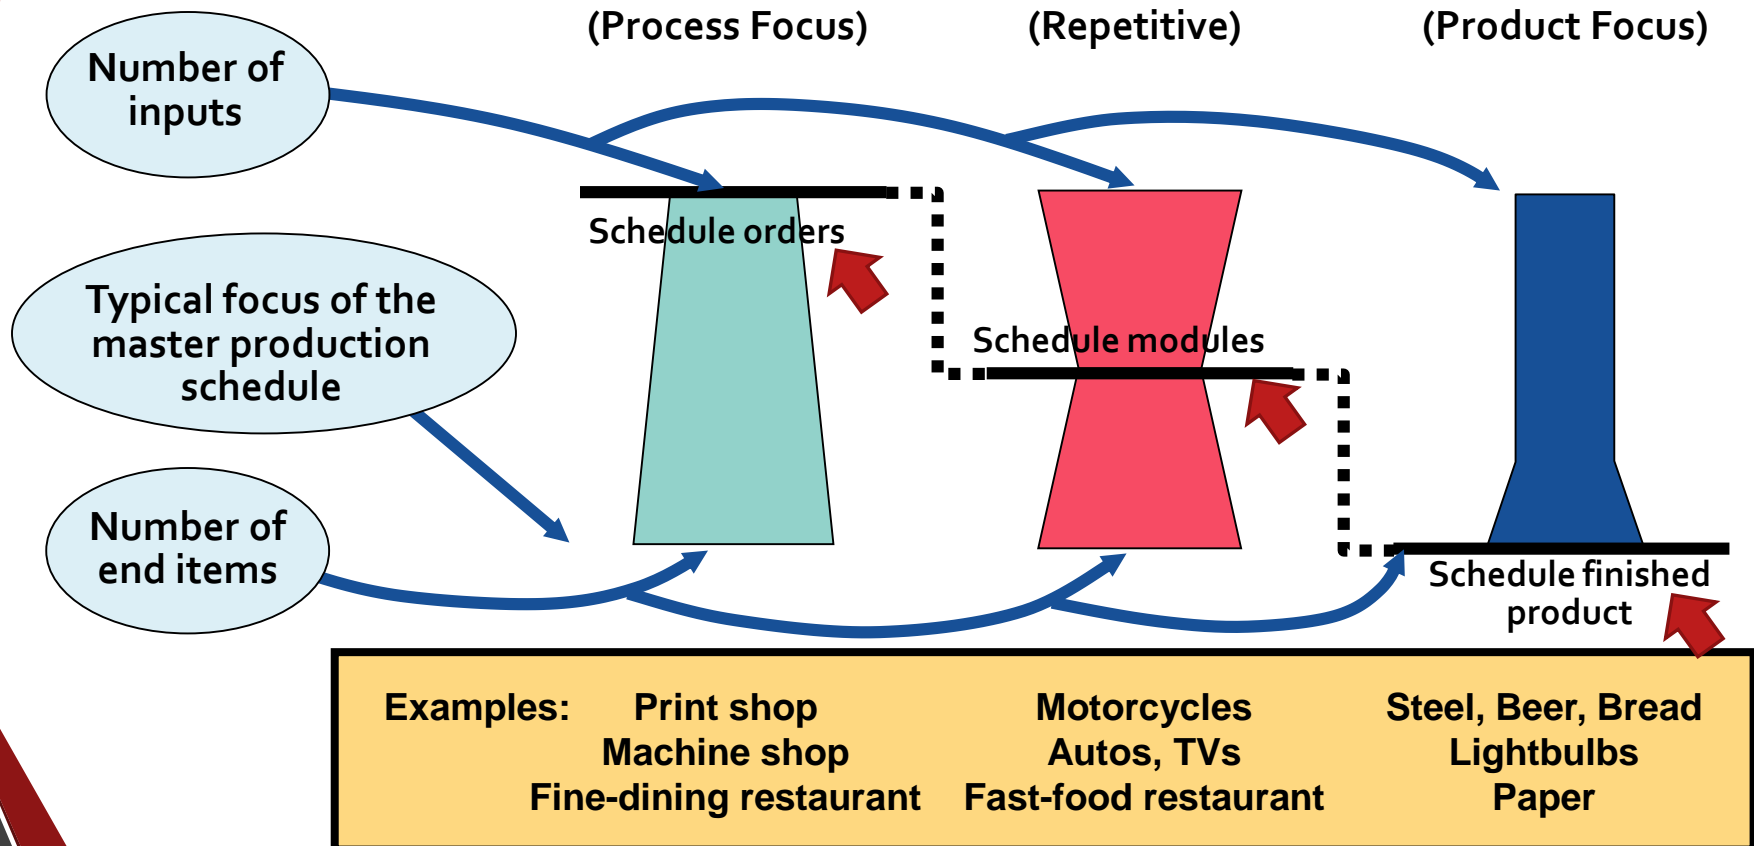 (Process Focus)
(Repetitive)
(Product Focus)
Number of
inputs
Schedule orders
Typical focus of the
master production
schedule
Schedule modules
Number of
end items
Schedule finished
product
Examples:
Print shop
Machine shop
Fine-dining restaurant
Motorcycles
Autos, TVs
Fast-food restaurant
Steel, Beer, Bread
Lightbulbs
Paper